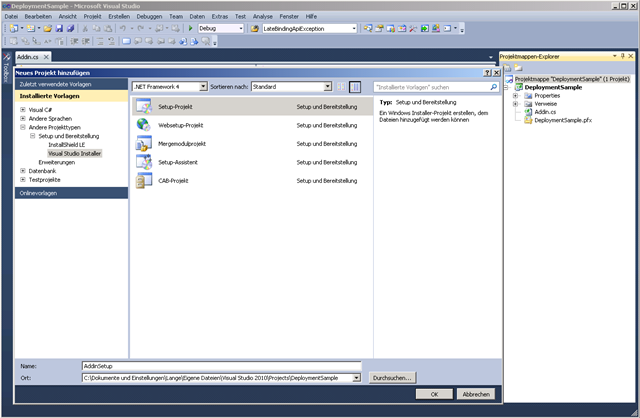 DeploymentSample - Microsoft Visual Studio
Datei Bearbeiten Ansicht Projekt Erstellen Debuggen Team Daten Extras Test Analyse Fenster Hilfe
Debug LateBindingApiException
Addin.cs
Toolbox
Neues Projekt hinzufügen
Zuletzt verwendete Vorlagen
Installierte Vorlagen
Visual C#
Andere Sprachen
Andere Projekttypen
Setup und Bereitstellung
InstallShield LE
Visual Studio Installer
Erweiterungen
Datenbank
Testprojekte
Onlinevorlagen
.NET Framework 4 Sortieren nach: Standard
Setup-Projekt Setup und Bereitstellung
Websetup-Projekt Setup und Bereitstellung
Mergemodulprojekt Setup und Bereitstellung
Setup-Assistent Setup und Bereitstellung
CAB-Projekt Setup und Bereitstellung
"Installierte Vorlagen" suchen
Typ: Setup und Bereitstellung
Ein Windows Installer-Projekt erstellen, dem
Dateien hinzugefügt werden können
Name: AddinSetup
Ort: C:\Dokumente und Einstellungen\Lange\Eigene Dateien\Visual Studio 2010\Projects\DeploymentSample Durchsuchen...
OK Abbrechen
Projektmappen-Explorer
Projektmappe "DeploymentSample" (1 Projekt)
DeploymentSample
Properties
Verweise
Addin.cs
DeploymentSample.pfx